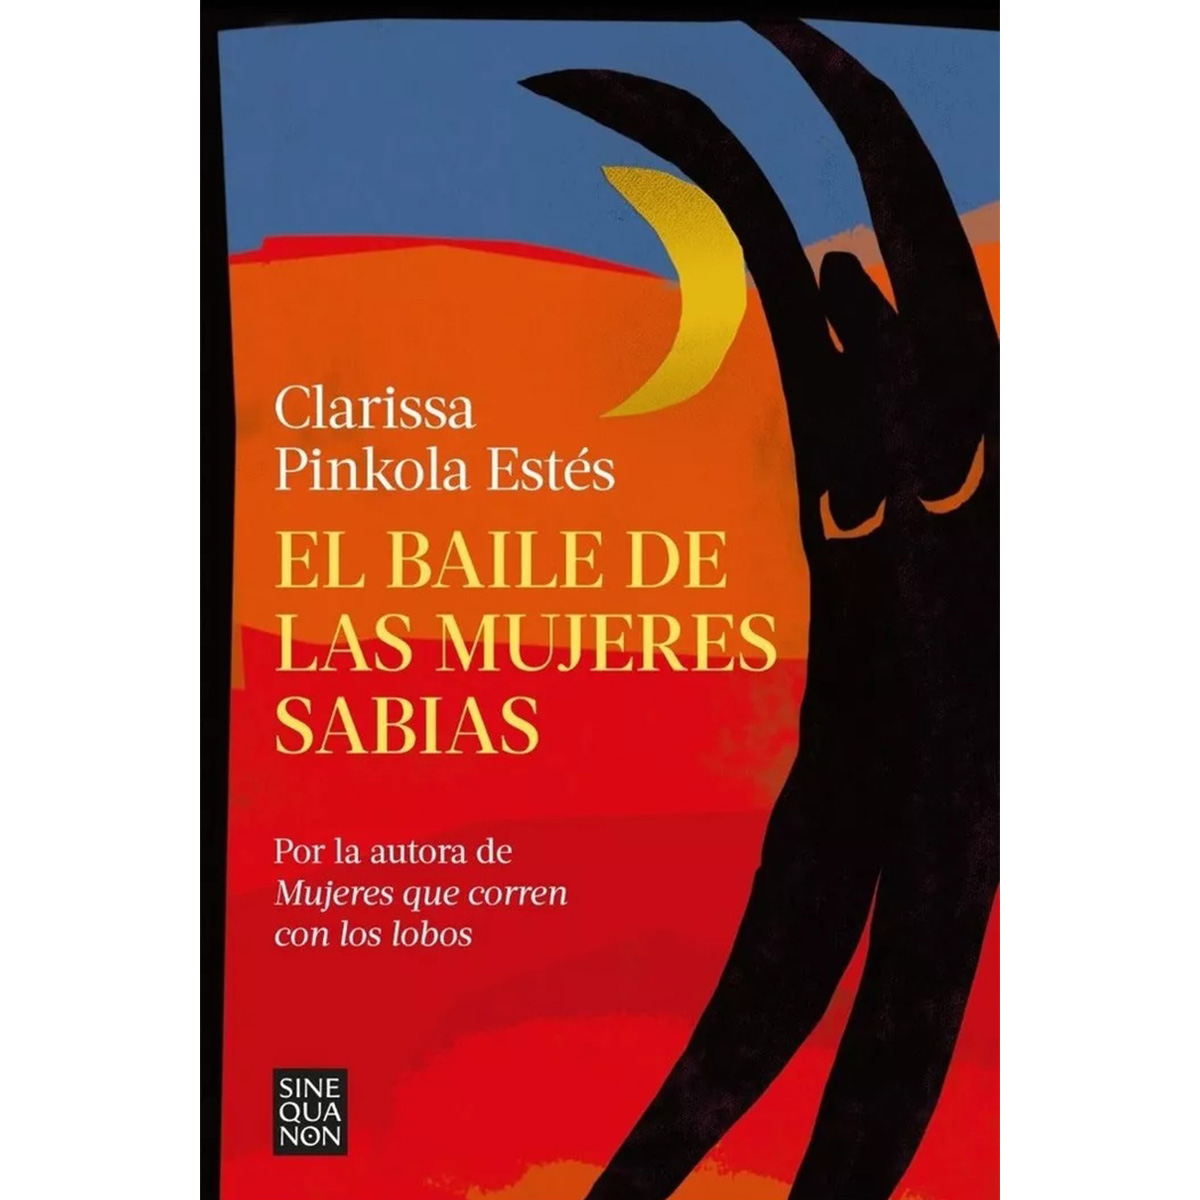 Clarissa
Pinkola Estés
EL BAILE DE
LAS MUJERES
SABIAS
Por la autora de
Mujeres que corren
con los lobos
SINE
QUA
NON